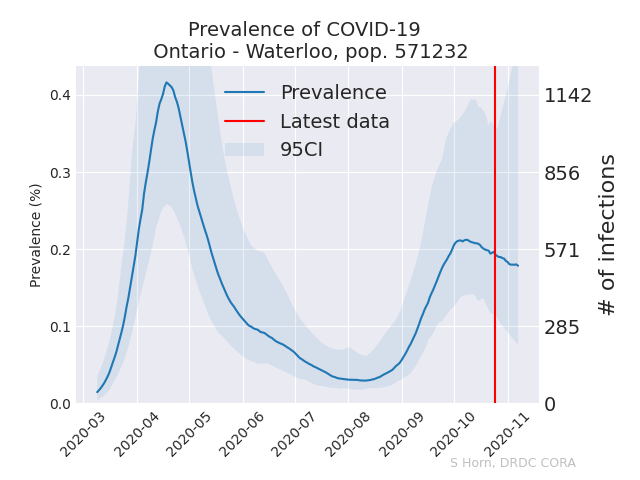 Prevalence of COVID-19
Ontario - Waterloo, pop. 571232
Prevalence
Latest data
95CI
Prevalence (%)
0.4
0.3
0.2
0.1
0.0
1142
856
571
285
0
# of infections
2020-03
2020-04
2020-05
2020-06
2020-07
2020-08
2020-09
2020-10
2020-11
S Horn, DRDC CORA